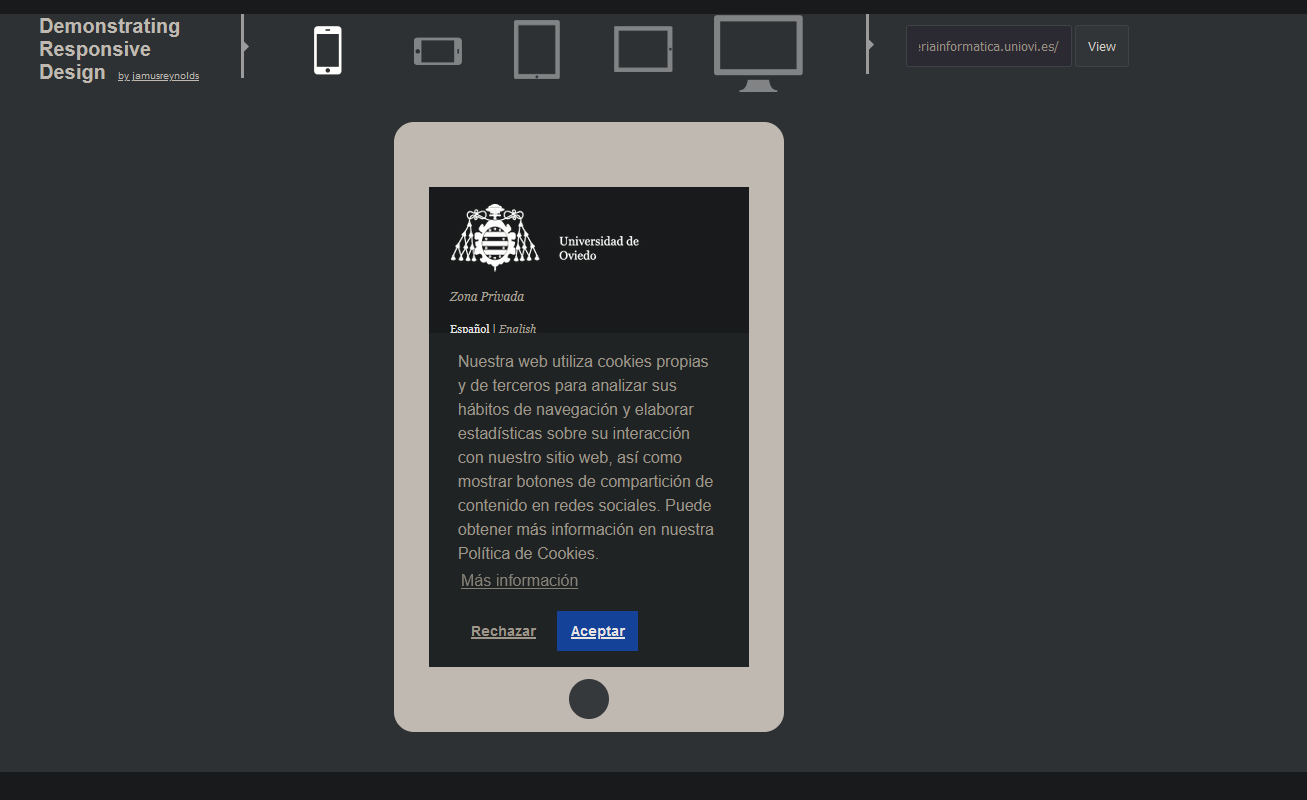 Demonstrating
Responsive
Design by jamusreynolds
eriainformatica.uniovi.es/ View
Universidad de
Oviedo
Zona Privada
Español | English
Nuestra web utiliza cookies propias
y de terceros para analizar sus
hábitos de navegación y elaborar
estadísticas sobre su interacción
con nuestro sitio web, así como
mostrar botones de compartición de
contenido en redes sociales. Puede
obtener más información en nuestra
Política de Cookies.
Más información
Rechazar Aceptar